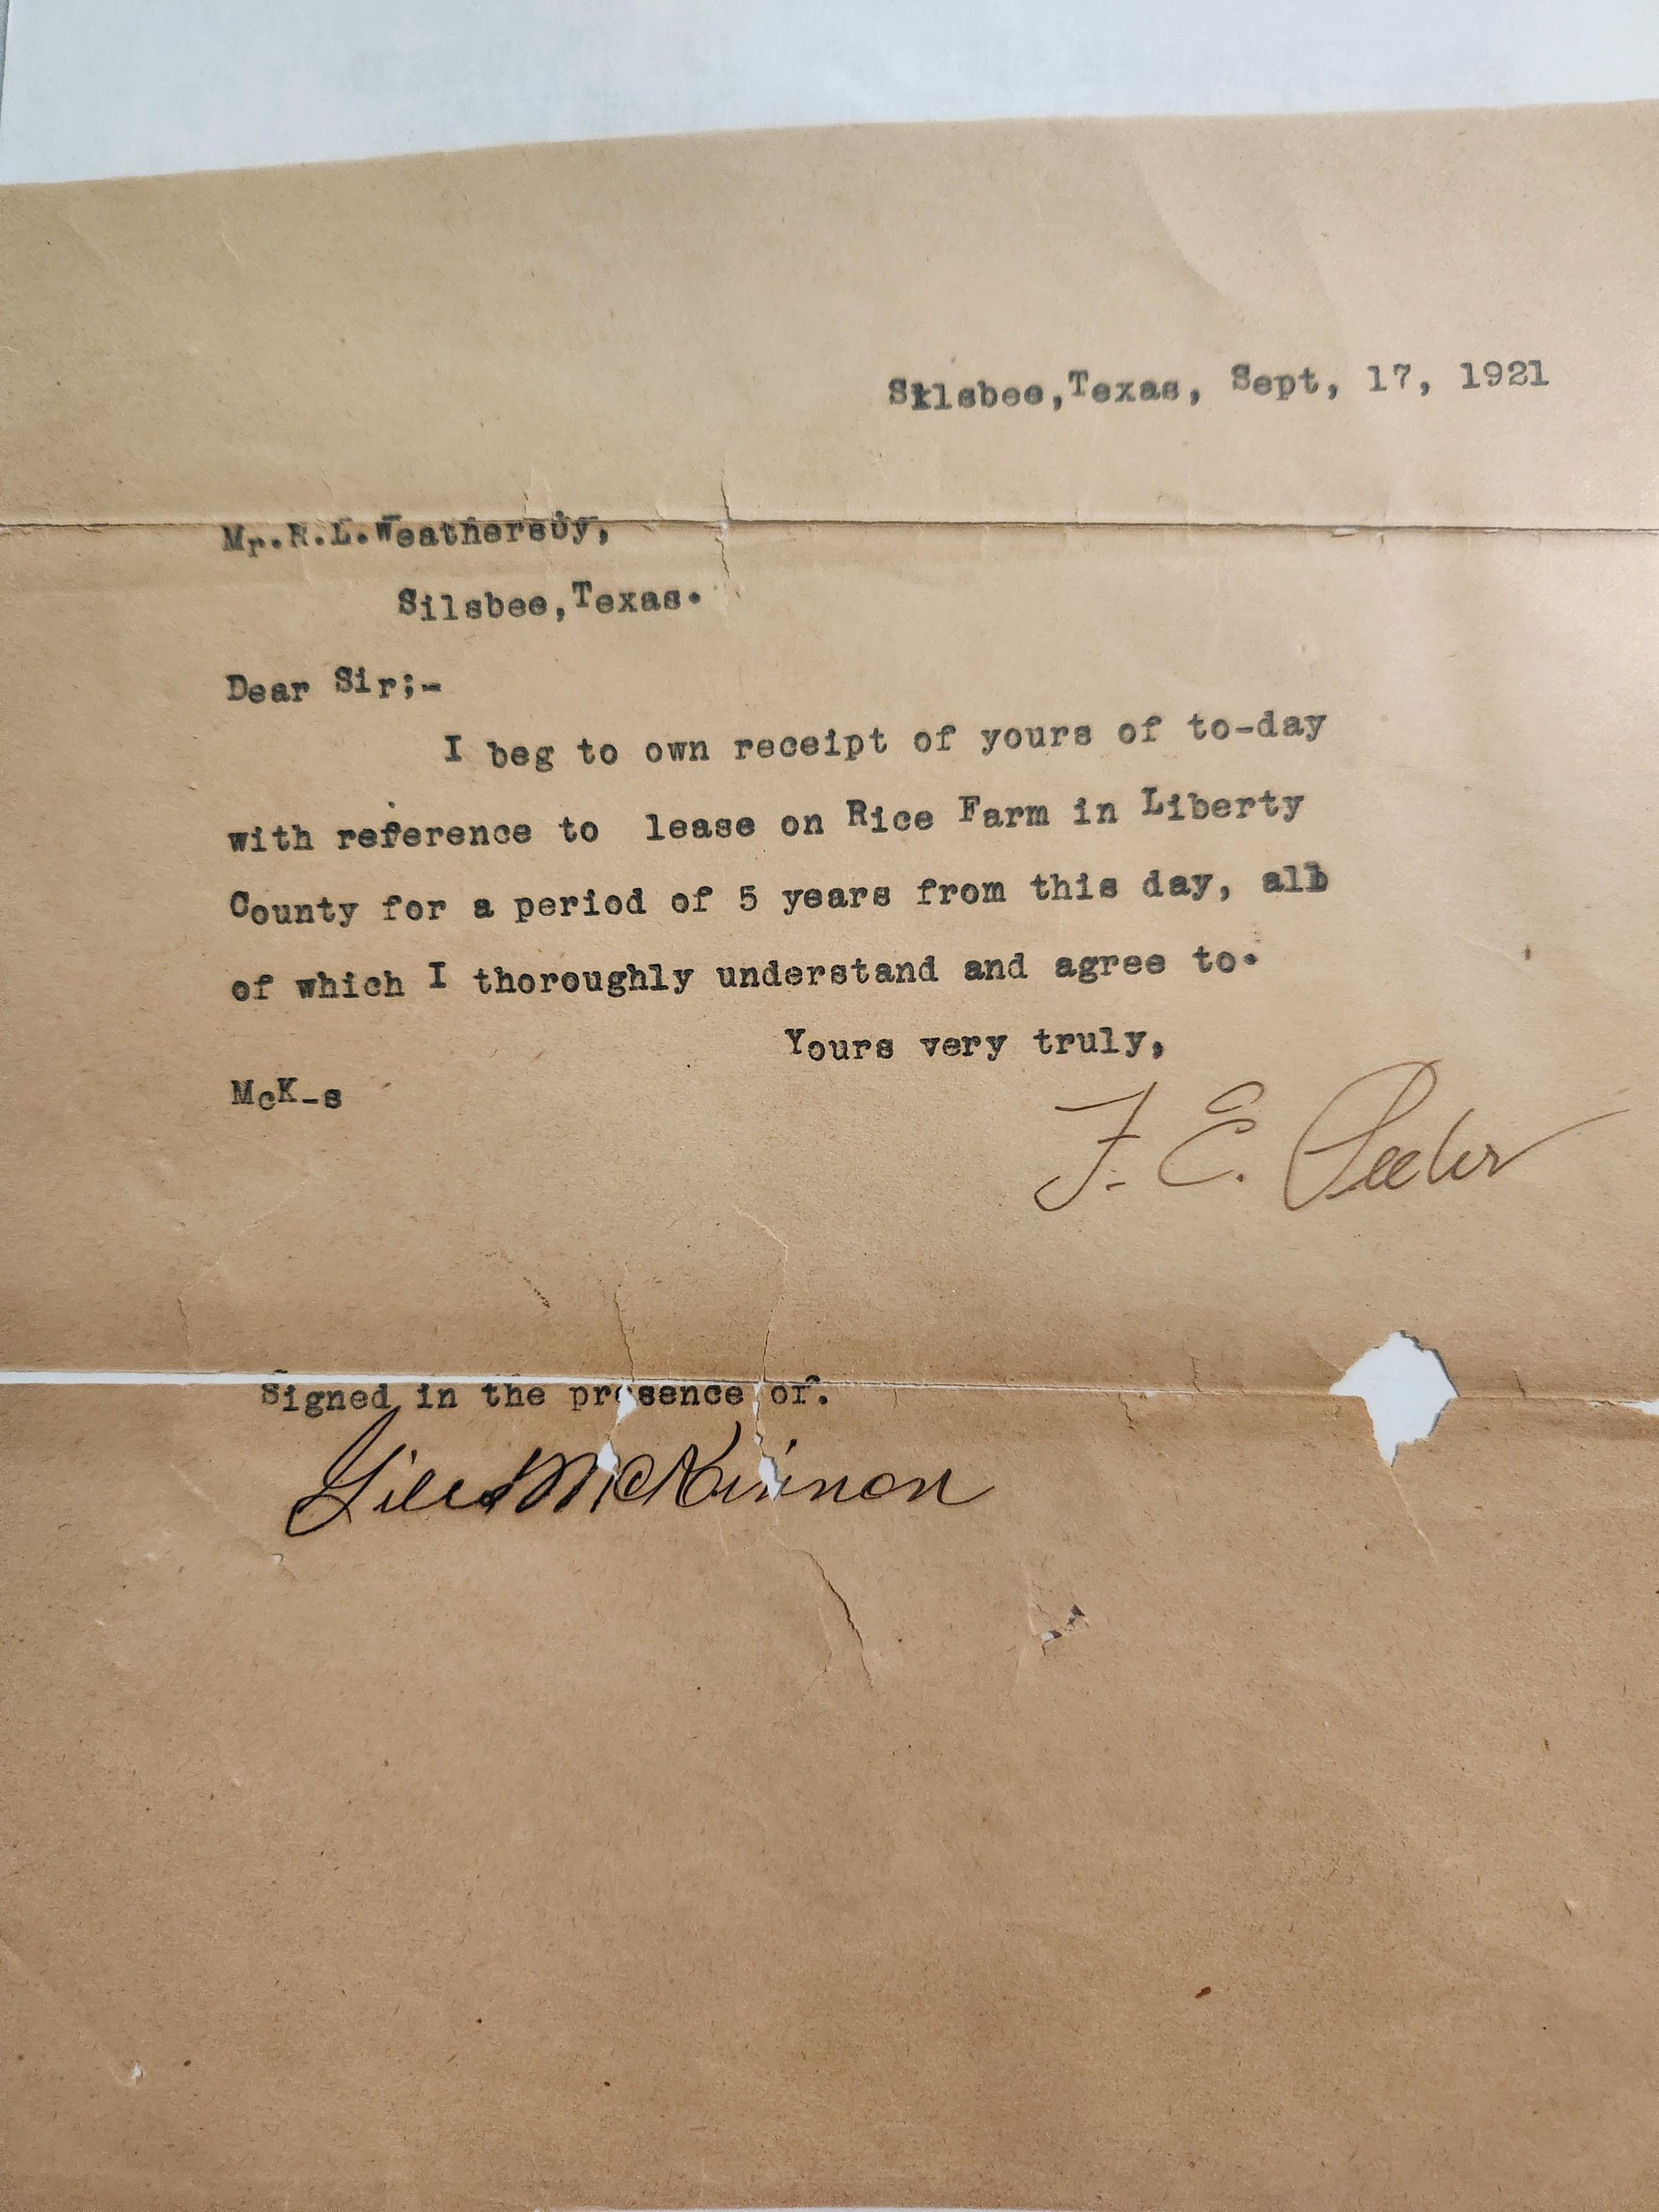 Silsbee,Texas, Sept, 17, 1921
Mr.R.L.Weathersby,
Silsbee,Texas.
Dear Sir;-
I beg to own receipt of yours of to-day
with reference to lease on Rice Farm in Liberty
County for a period of 5 years from this day, all
of which I thoroughly understand and agree to.
Yours very truly,
McK-s
F. E.
Signed in the presence of.
McKinnon